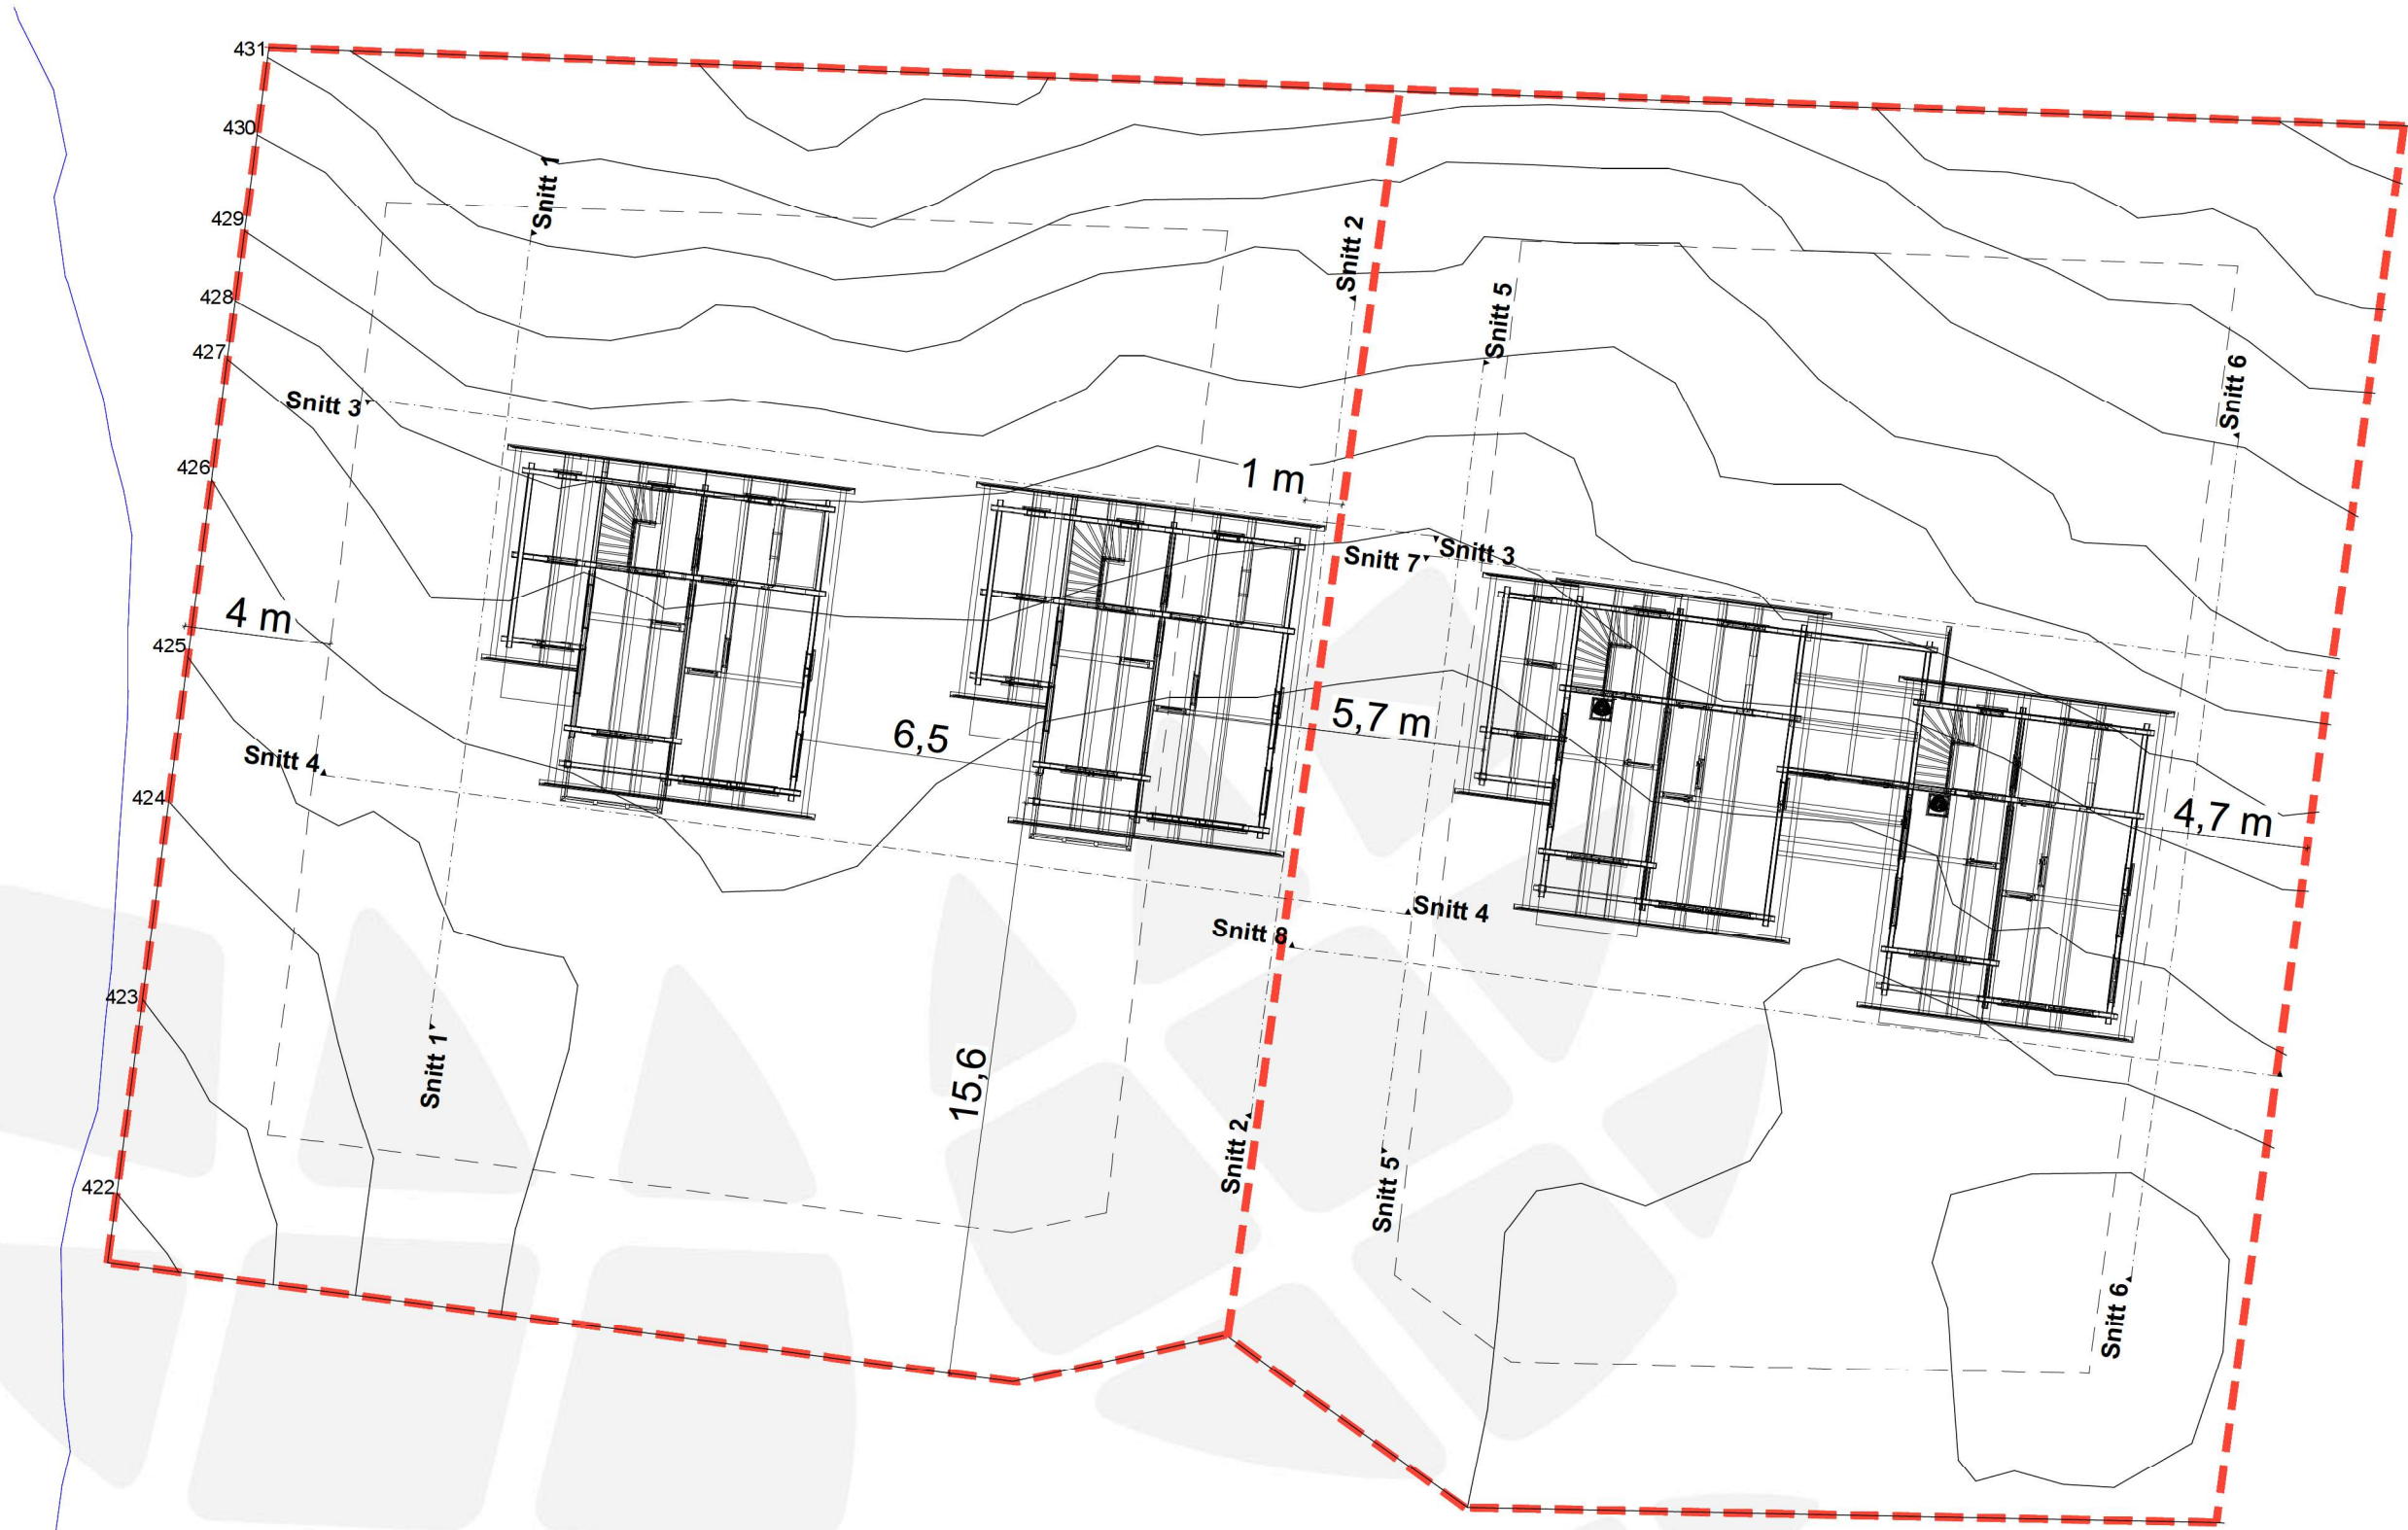 431
430
429
428
427
426
425
424
423
422
Snitt 1
Snitt 2
Snitt 5
Snitt 6
Snitt 3
1 m
Snitt 7
Snitt 3
4 m
6,5
5,7 m
4,7 m
Snitt 4
Snitt 4
Snitt 8
15,6
Snitt 1
Snitt 2
Snitt 5
Snitt 6